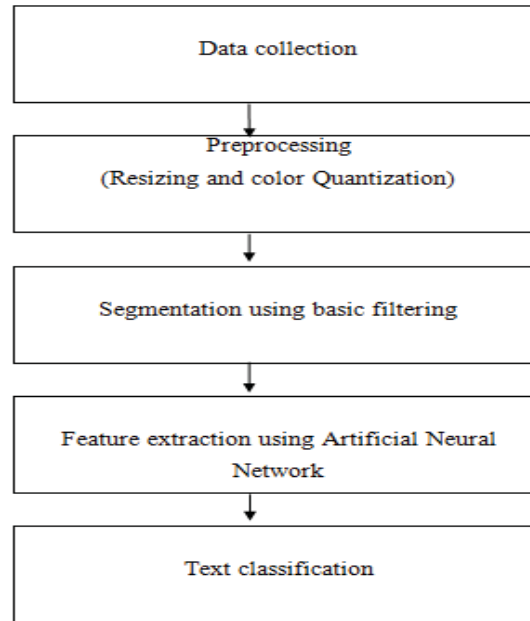 Data collection
Preprocessing
(Resizing and color Quantization)
Segmentation using basic filtering
Feature extraction using Artificial Neural
Network
Text classification